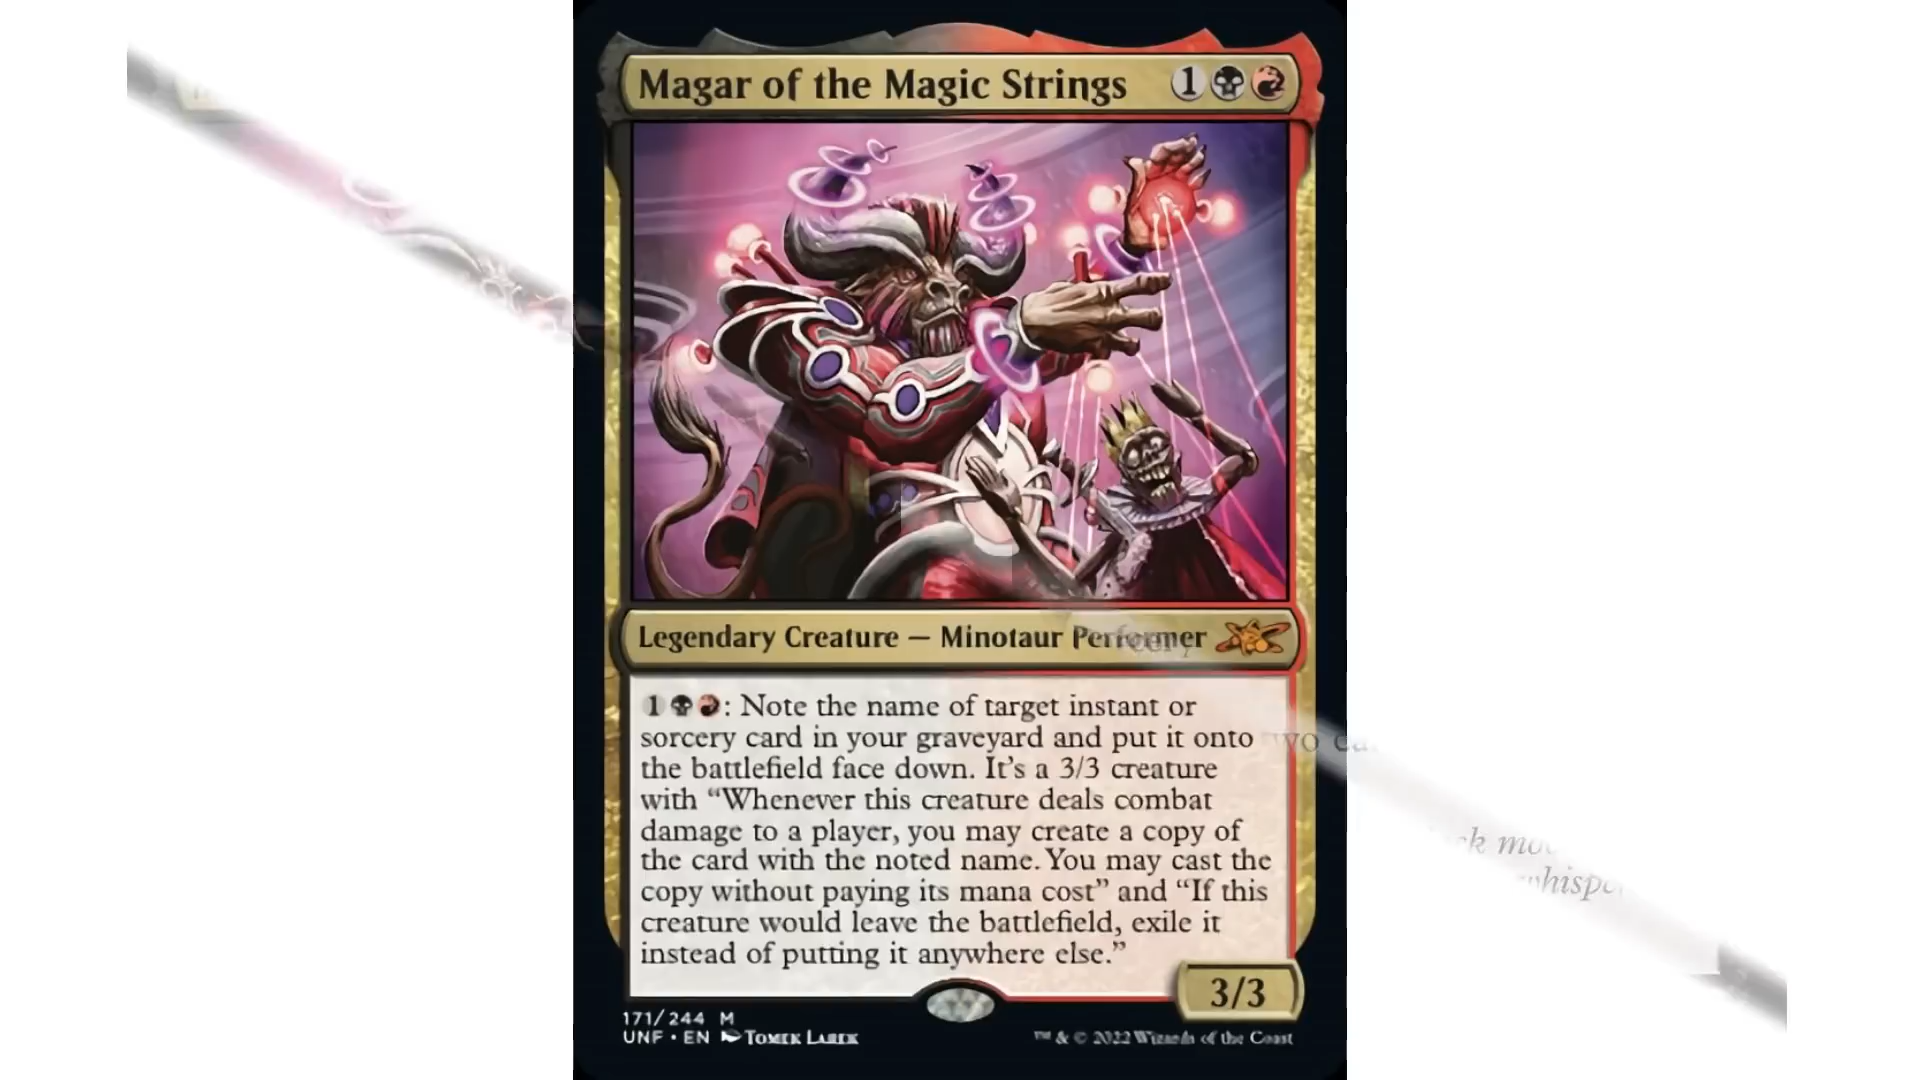 Magar of the Magic Strings 1
Legendary Creature — Minotaur Performer
1 : Note the name of target instant or
sorcery card in your graveyard and put it onto
the battlefield face down. It's a 3/3 creature
with "Whenever this creature deals combat
damage to a player, you may create a copy of
the card with the noted name. You may cast the
copy without paying its mana cost" and "If this
creature would leave the battlefield, exile it
instead of putting it anywhere else."
3/3
171/244 M
UNF • EN Tomek Larek
™ & © 2022 Wizards of the Coast